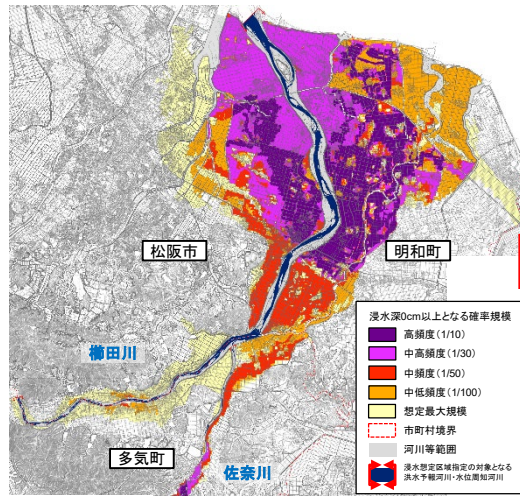 松阪市
明和町
櫛田川
多気町
佐奈川
浸水深0cm以上となる確率規模
高頻度(1/10)
中高頻度(1/30)
中頻度(1/50)
中低頻度(1/100)
想定最大規模
市町村境界
河川等範囲
浸水想定区域指定の対象となる
洪水予報河川・水位周知河川